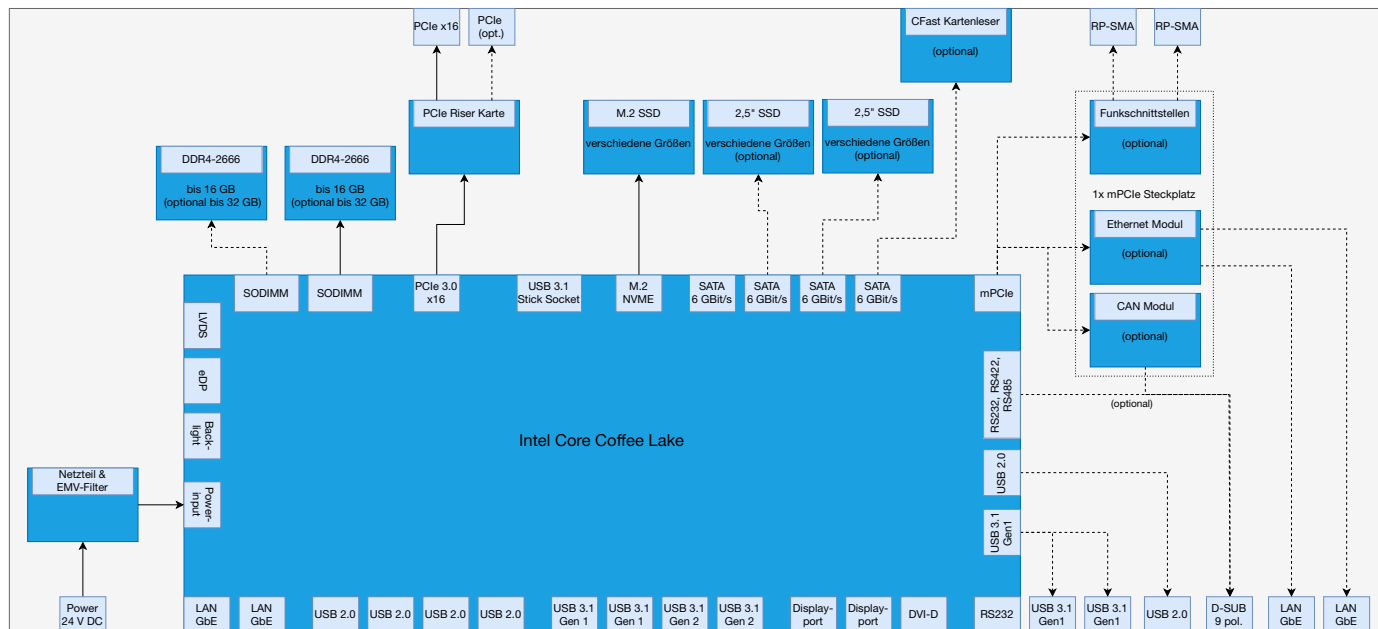 PCIe x16
PCIe
(opt.)
CFast Kartenleser
(optional)
RP-SMA
RP-SMA
PCIe Riser Karte
M.2 SSD
verschiedene Größen
2,5" SSD
verschiedene Größen
(optional)
2,5" SSD
verschiedene Größen
(optional)
Funkschnittstellen
(optional)
DDR4-2666
bis 16 GB
(optional bis 32 GB)
DDR4-2666
bis 16 GB
(optional bis 32 GB)
1x mPCIe Steckplatz
Ethernet Modul
(optional)
CAN Modul
(optional)
(optional)
SODIMM
SODIMM
PCIe 3.0
x16
USB 3.1
Stick Socket
M.2
NVME
SATA
6 GBit/s
SATA
6 GBit/s
SATA
6 GBit/s
SATA
6 GBit/s
mPCIe
LVDS
eDP
Back-
light
Power-
input
Intel Core Coffee Lake
RS232, RS422,
RS485
USB 2.0
USB 3.1
Gen1
Netzteil &
EMV-Filter
Power
24 V DC
LAN
GbE
LAN
GbE
USB 2.0
USB 2.0
USB 2.0
USB 2.0
USB 3.1
Gen 1
USB 3.1
Gen 1
USB 3.1
Gen 2
USB 3.1
Gen 2
Display-
port
Display-
port
DVI-D
RS232
USB 3.1
Gen1
USB 3.1
Gen1
USB 2.0
D-SUB
9 pol.
LAN
GbE
LAN
GbE